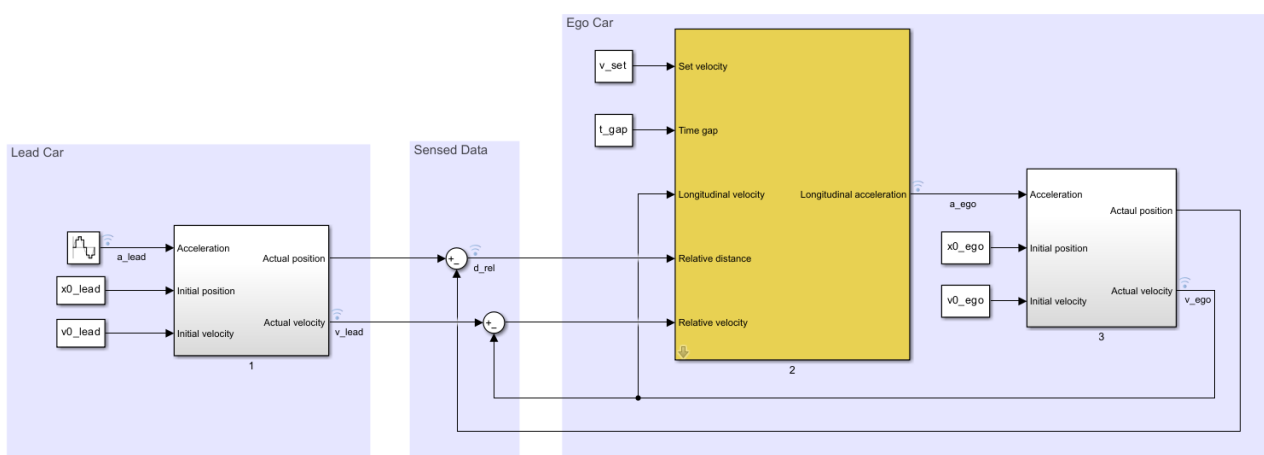 Ego Car
v_set
Set velocity
t_gap
Time gap
Lead Car
Sensed Data
Longitudinal velocity
Longitudinal acceleration
a_ego
Acceleration
Actaul position
a_lead
Acceleration
Actual position
+
_
d_rel
Relative distance
x0_ego
Initial position
x0_lead
Initial position
v0_ego
Initial velocity
Actual velocity
v_ego
v0_lead
Initial velocity
Actual velocity
v_lead
+
_
Relative velocity
1
2
3